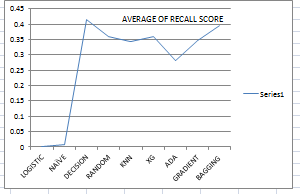 AVERAGE OF RECALL SCORE
0.45
0.4
0.35
0.3
0.25
0.2
0.15
0.1
0.05
0
LOGISTIC
NAÏVE
DECISION
RANDOM
KNN
XG
ADA
GRADIENT
BAGGING
Series1